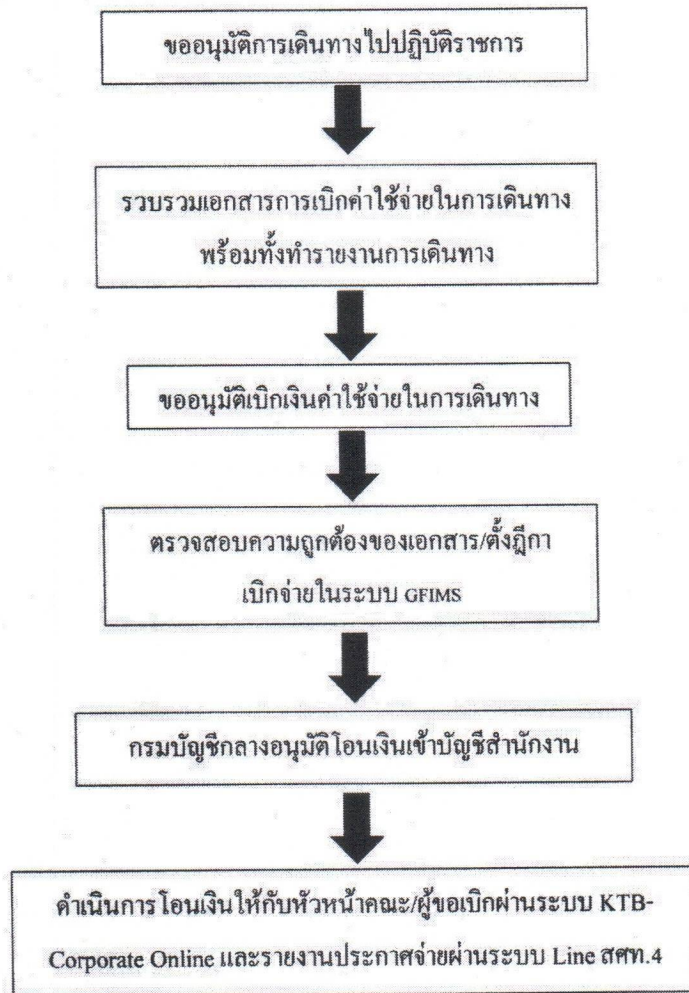 ขออนุมัติการเดินทางไปปฏิบัติราชการ
รวบรวมเอกสารการเบิกค่าใช้จ่ายในการเดินทาง
พร้อมทั้งทำรายงานการเดินทาง
ขออนุมัติเบิกเงินค่าใช้จ่ายในการเดินทาง
ตรวจสอบความถูกต้องของเอกสาร/ตั้งฎีกา
เบิกจ่ายในระบบ GFIMS
กรมบัญชีกลางอนุมัติโอนเงินเข้าบัญชีสำนักงาน
ดำเนินการโอนเงินให้กับหัวหน้าคณะ/ผู้ขอเบิกผ่านระบบ KTB-
Corporate Online และรายงานประกาศจ่ายผ่านระบบ Line สศท.4